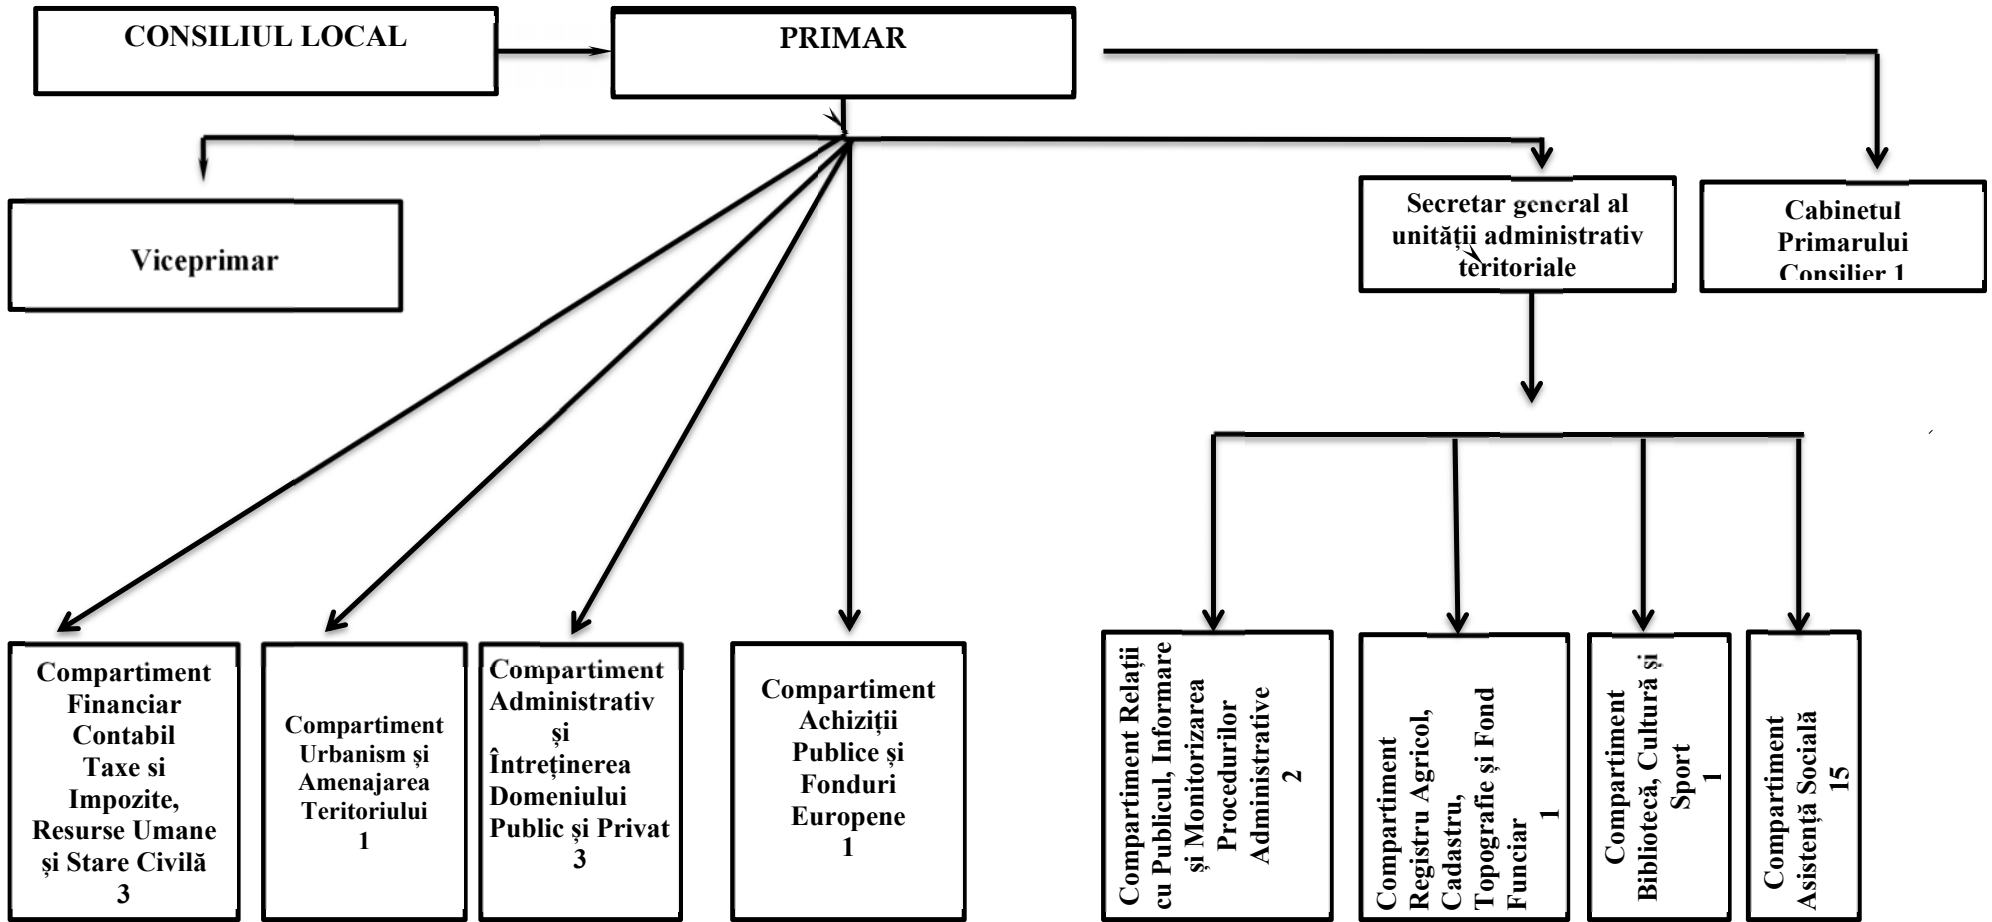 CONSILIUL LOCAL
PRIMAR
Viceprimar
Secretar general al
unității administrativ
teritoriale
Cabinetul
Primarului
Consilier 1
Compartiment
Financiar
Contabil
Taxe si
Impozite,
Resurse Umane
și Stare Civilă
3
Compartiment
Urbanism și
Amenajarea
Teritoriului
1
Compartiment
Administrativ
și
Întreținerea
Domeniului
Public și Privat
3
Compartiment
Achiziții
Publice și
Fonduri
Europene
1
Compartiment Relații
cu Publicul, Informare
și Monitorizarea
Procedurilor
Administrative
2
Compartiment
Registru Agricol,
Cadastru,
Topografie și Fond
Funciar
1
Compartiment
Bibliotecă, Cultură și
Sport
1
Compartiment
Asistență Socială
15